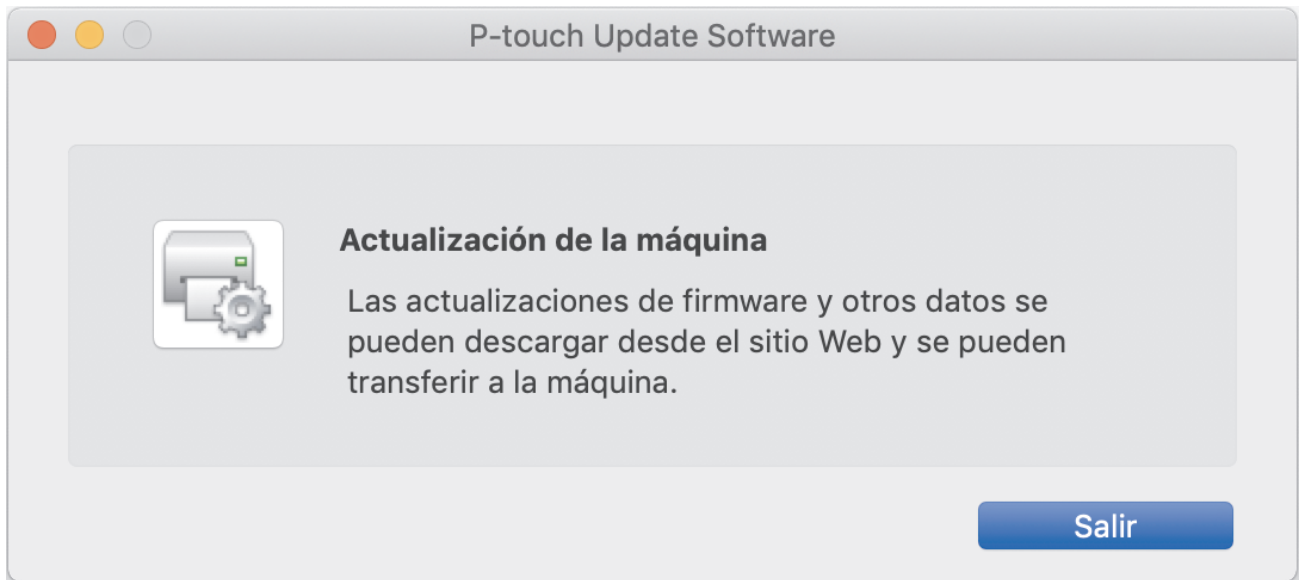 P-touch Update Software
Actualización de la máquina
Las actualizaciones de firmware y otros datos se
pueden descargar desde el sitio Web y se pueden
transferir a la máquina.
Salir